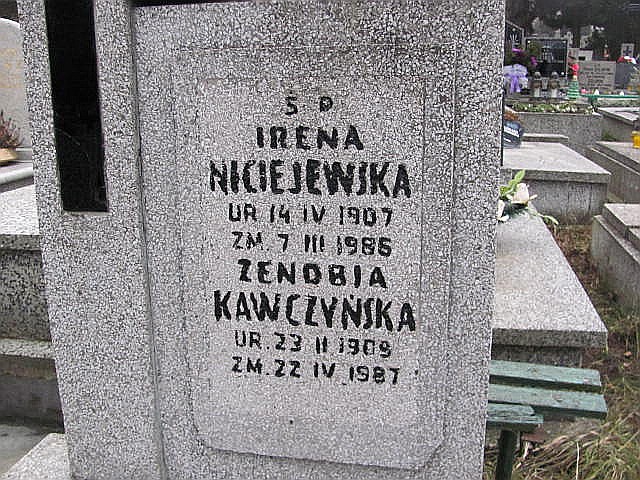 Ś P
IRENA
NICIEJEWSKA
UR 14 IV 1907
ZM. 7 III 1986
ZENOBIA
KAWCZYŃSKA
UR. 23 II 1909
ZM. 22 IV 1987